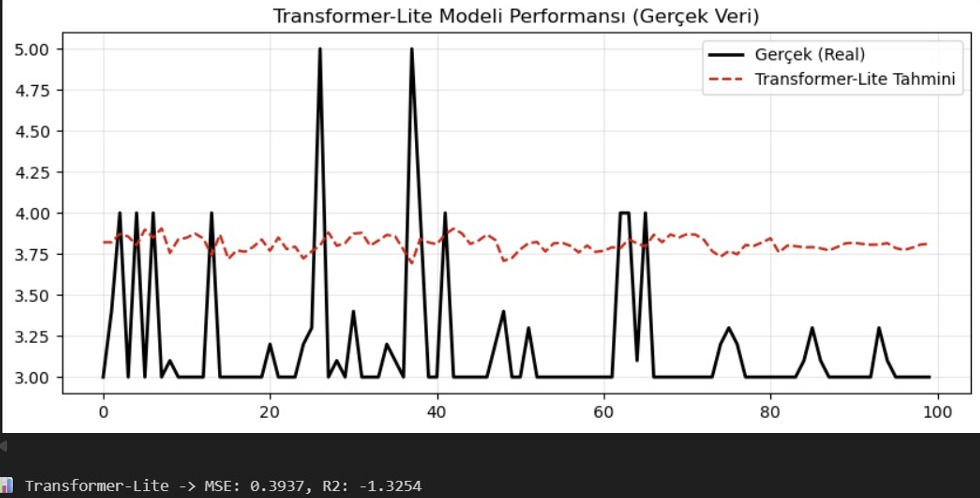 Transformer-Lite Modeli Performansı (Gerçek Veri)
Gerçek (Real)
Transformer-Lite Tahmini
5.00
4.75
4.50
4.25
4.00
3.75
3.50
3.25
3.00
0 20 40 60 80 100
Transformer-Lite -> MSE: 0.3937, R2: -1.3254